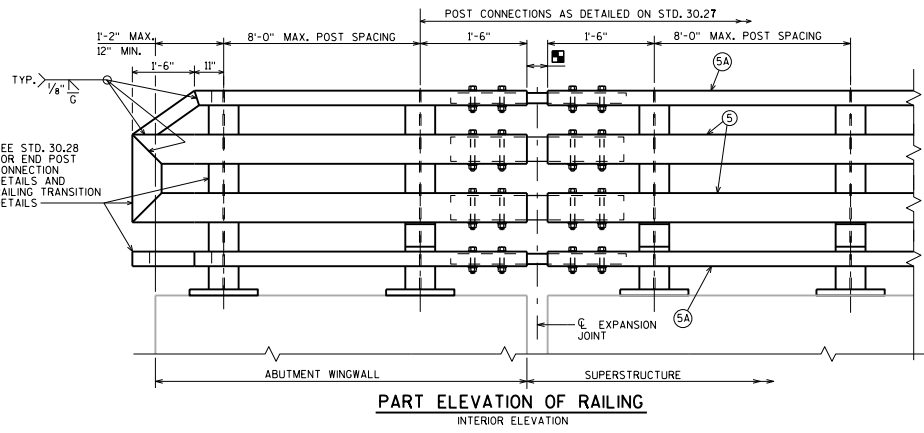 POST CONNECTIONS AS DETAILED ON STD. 30.27
1'-2" MAX.
12" MIN.
8'-0" MAX. POST SPACING
1'-6"
1'-6"
8'-0" MAX. POST SPACING
1'-6"
11"
TYP.
1/8"
G
5A
5
EE STD. 30.28
OR END POST
ONNECTION
ETAILS AND
AILING TRANSITION
ETAILS
5A
℄ EXPANSION
JOINT
ABUTMENT WINGWALL
SUPERSTRUCTURE
PART ELEVATION OF RAILING
INTERIOR ELEVATION